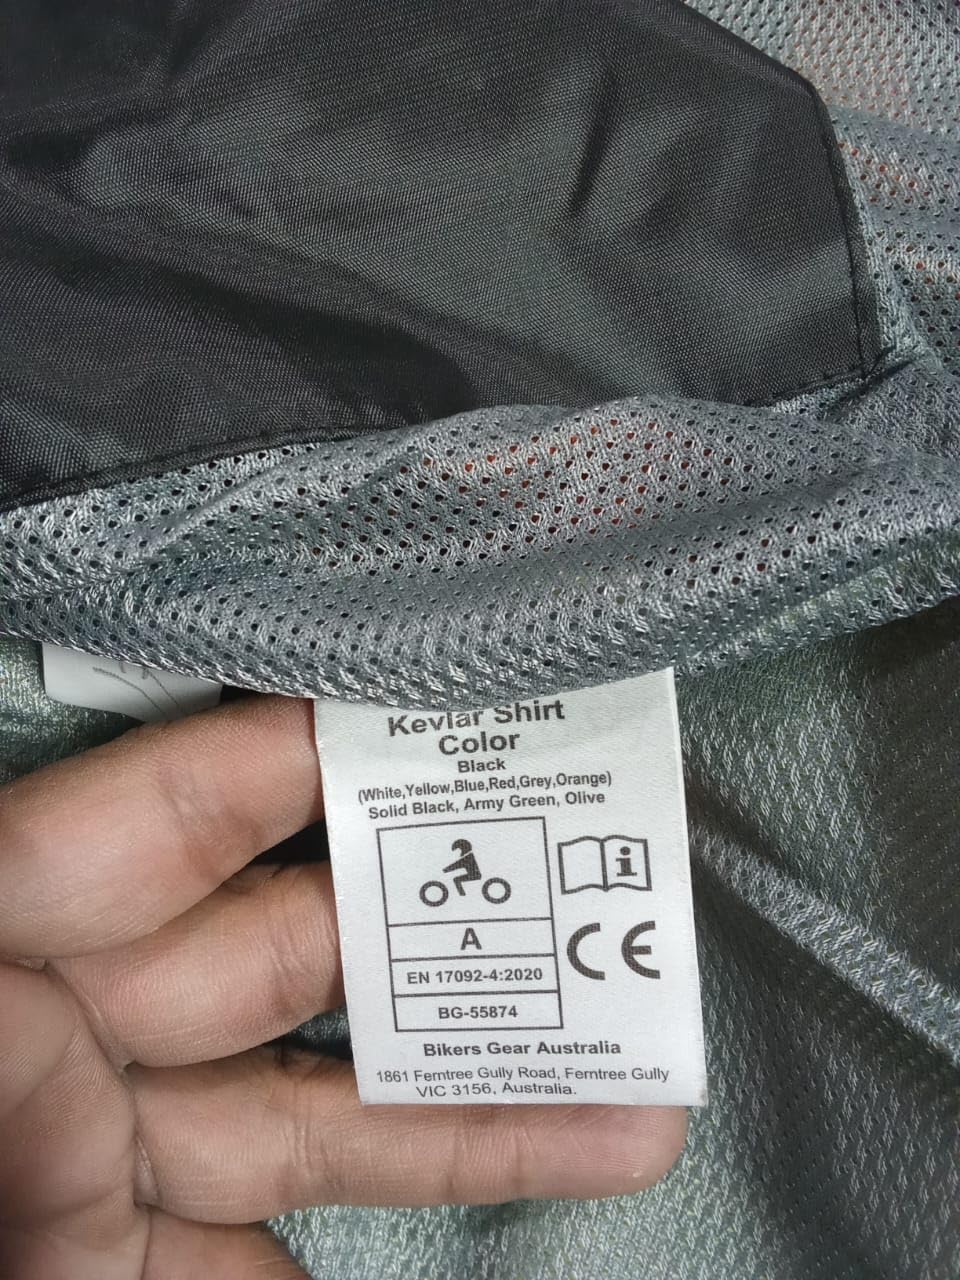 Kevlar Shirt
Color
Black
(White,Yellow,Blue,Red,Grey,Orange)
Solid Black, Army Green, Olive
i
A
CE
EN 17092-4:2020
BG-55874
Bikers Gear Australia
1861 Ferntree Gully Road, Ferntree Gully
VIC 3156, Australia.